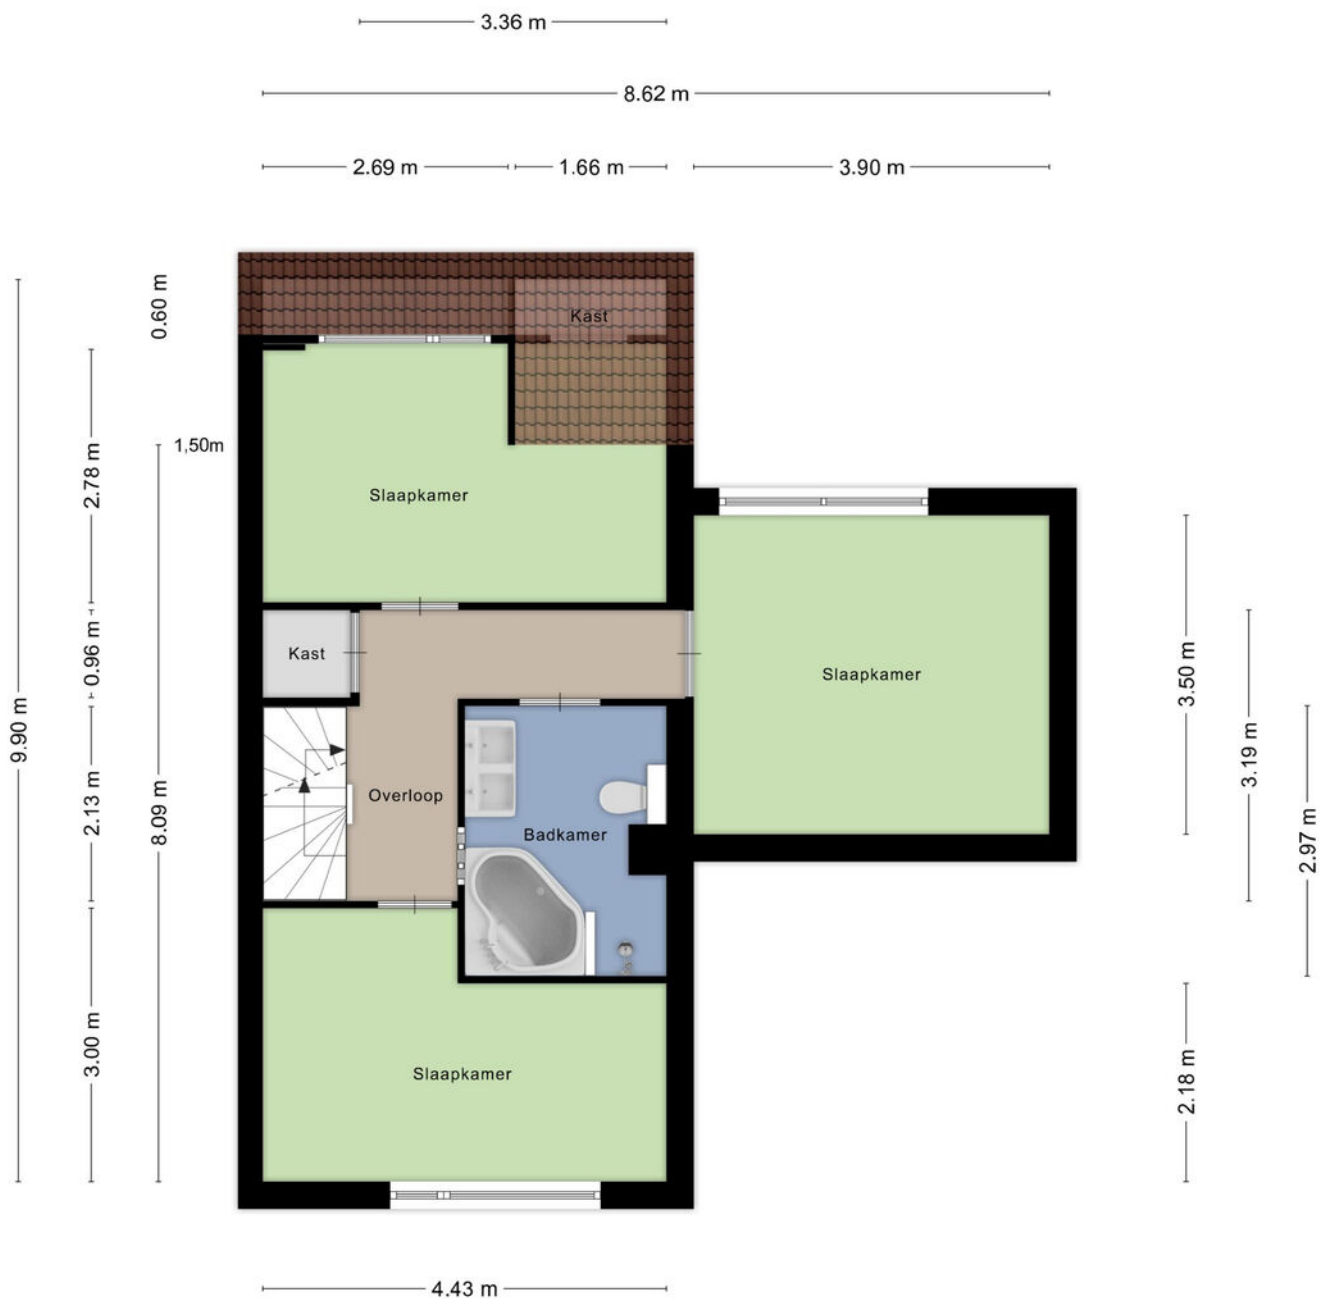 3.36 m
8.62 m
2.69 m
1.66 m
3.90 m
0.60 m
Kast
1,50m
2.78 m
Slaapkamer
Kast
0.96 m
Slaapkamer
3.50 m
9.90 m
3.19 m
2.13 m
8.09 m
Overloop
Badkamer
2.97 m
3.00 m
Slaapkamer
2.18 m
4.43 m